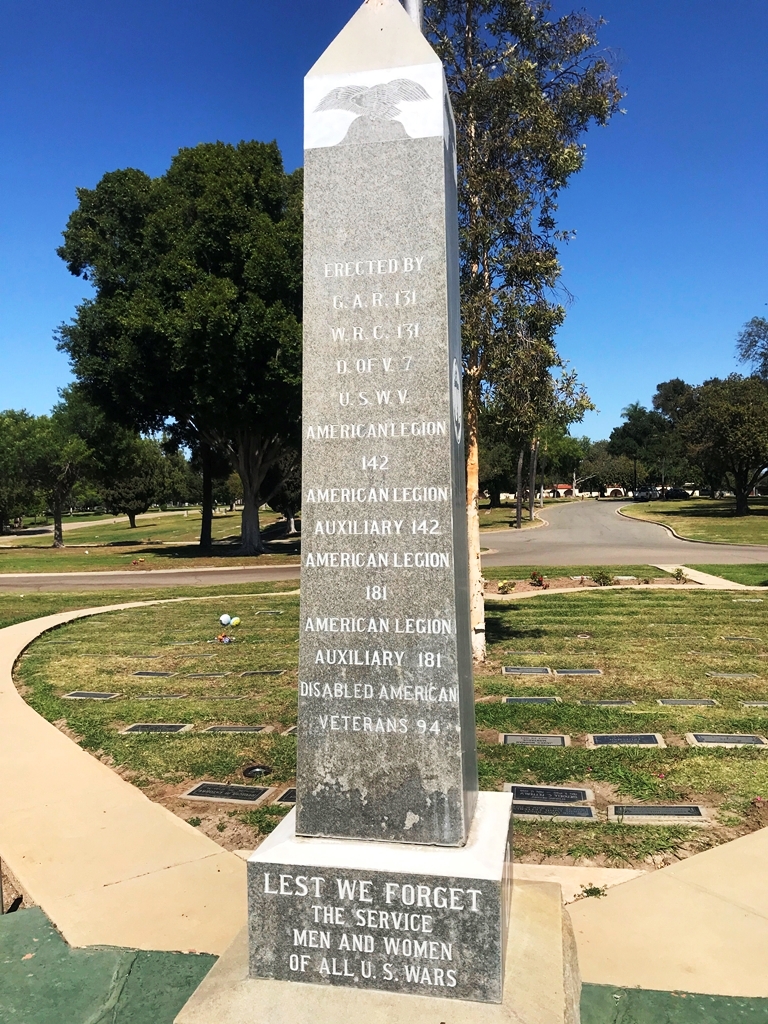 ERECTED BY
G. A. R. 131
W. R. C. 131
D. OF V. 7
U. S. W. V.
AMERICAN LEGION
142
AMERICAN LEGION
AUXILIARY 142
AMERICAN LEGION
181
AMERICAN LEGION
AUXILIARY 181
DISABLED AMERICAN
VETERANS 94
LEST WE FORGET
THE SERVICE
MEN AND WOMEN
OF ALL U. S. WARS